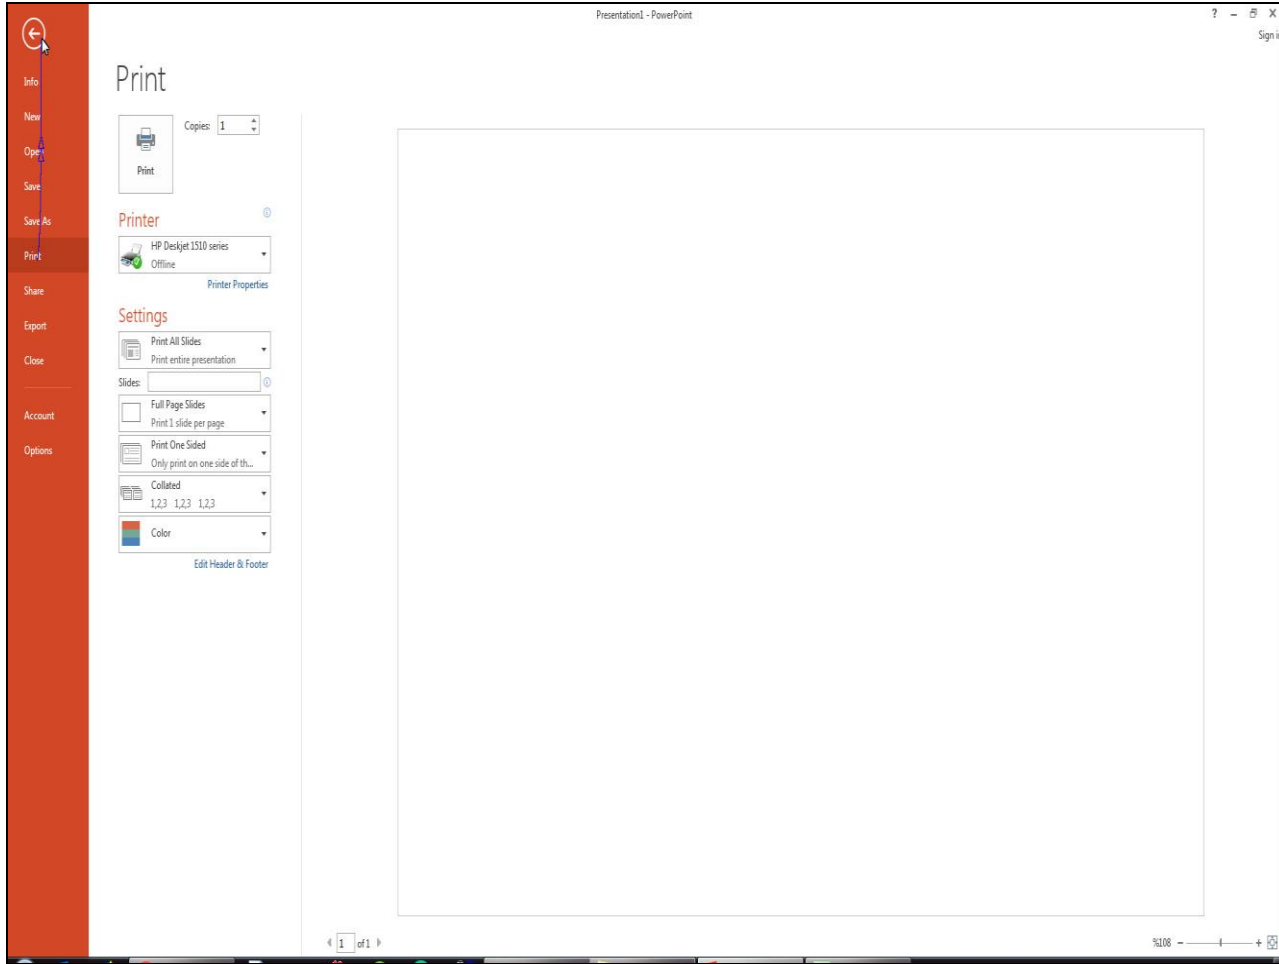 Presentation1 - PowerPoint
?
Sign i
Info
New
Open
Save
Save As
Print
Share
Export
Close
Account
Options
Print
Copies: 1
Print
Printer
HP Deskjet 1510 series
Offline
Printer Properties
Settings
Print All Slides
Print entire presentation
Slides:
Full Page Slides
Print 1 slide per page
Print One Sided
Only print on one side of th...
Collated
1,2,3 1,2,3 1,2,3
Color
Edit Header & Footer
1 of 1
%108